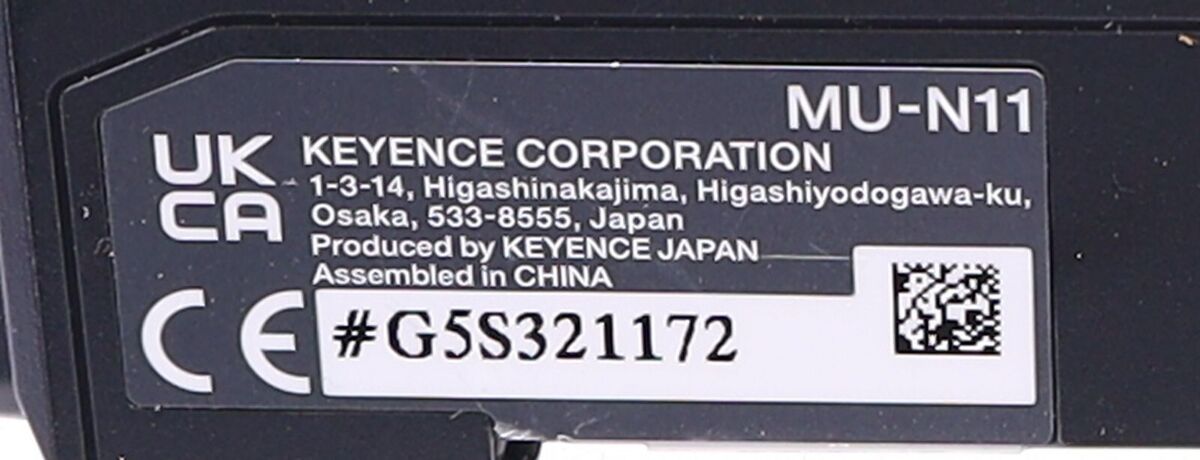 MU-N11
UK
CA
KEYENCE CORPORATION
1-3-14, Higashinakajima, Higashiyodogawa-ku,
Osaka, 533-8555, Japan
Produced by KEYENCE JAPAN
Assembled in CHINA
CE
#G5S321172